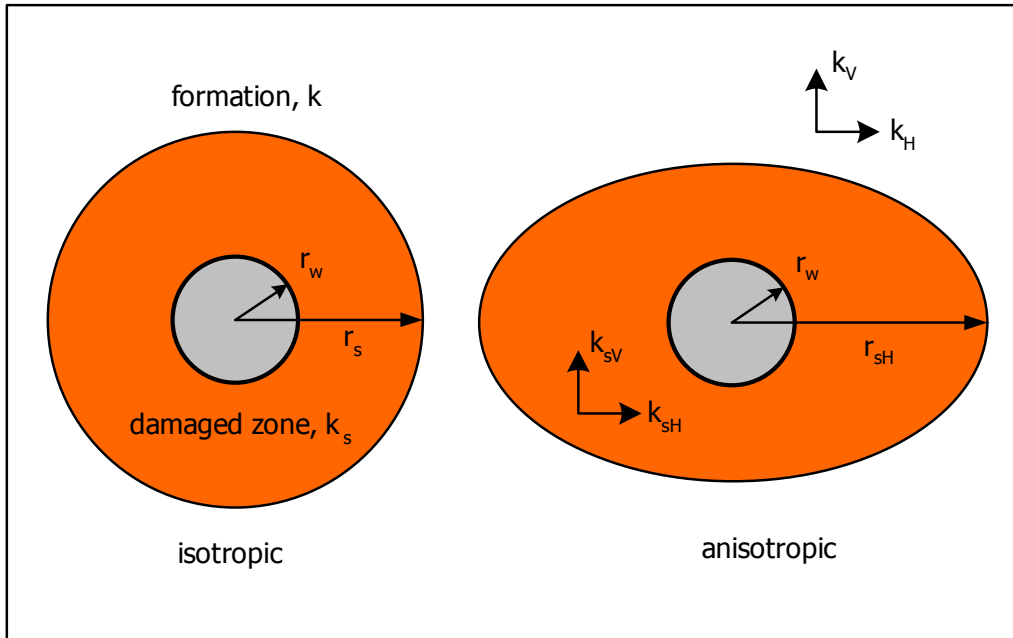 formation, k
r_w
r_s
damaged zone, k_s
isotropic
k_V
k_H
r_w
r_sH
k_sV
k_sH
anisotropic